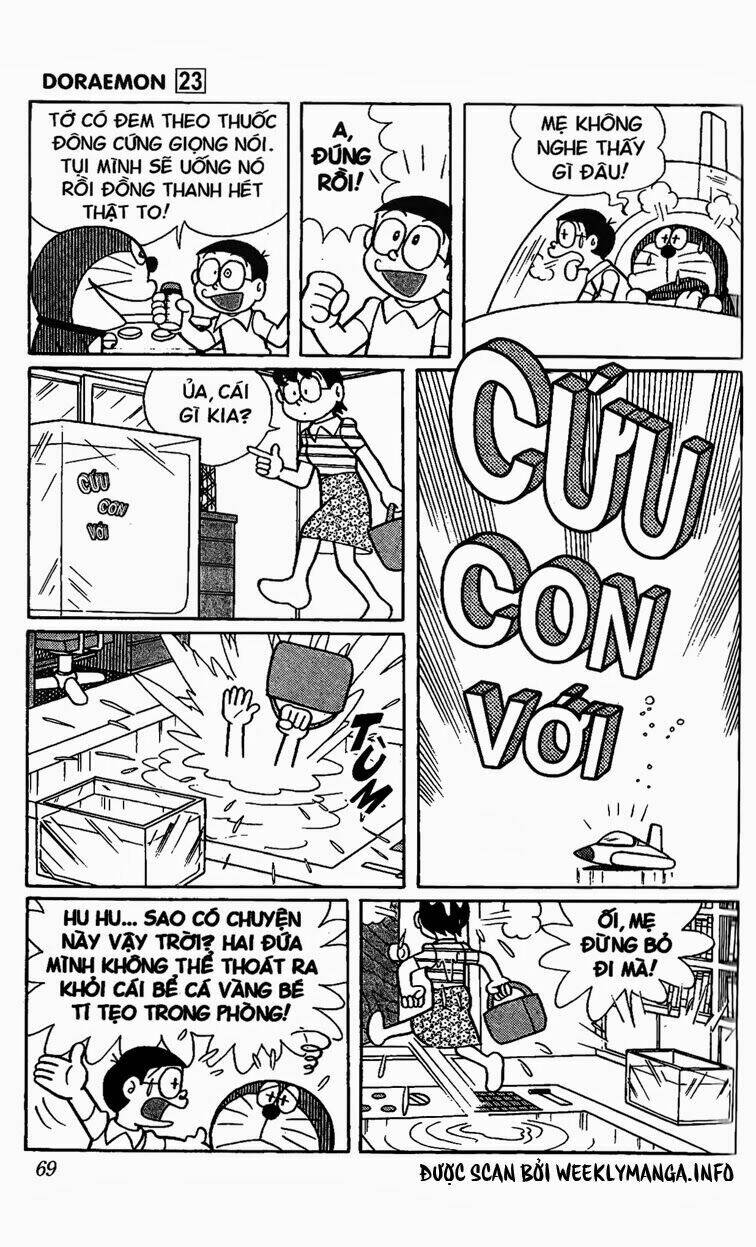 DORAEMON 23
TỚ CÓ ĐEM THEO THUỐC
ĐÔNG CỨNG GIỌNG NÓI.
TỤI MÌNH SẼ UỐNG NÓ
RỒI ĐỒNG THANH HÉT
THẬT TO!
A,
ĐÚNG
RỒI!
MẸ KHÔNG
NGHE THẤY
GÌ ĐÂU!
ỦA, CÁI
GÌ KIA?
CỨU
CON
VỚI
CỨU
CON
VỚI
TÙM
HU HU... SAO CÓ CHUYỆN
NẦY VẬY TRỜI? HAI ĐỨA
MÌNH KHÔNG THỂ THOÁT RA
KHỎI CÁI BỂ CÁ VÀNG BÉ
TỈ TẸO TRONG PHÒNG!
ỐI, MẸ
ĐỪNG BỎ
ĐI MÀ!
69
ĐƯỢC SCAN BỞI WEEKLYMANGA.INFO